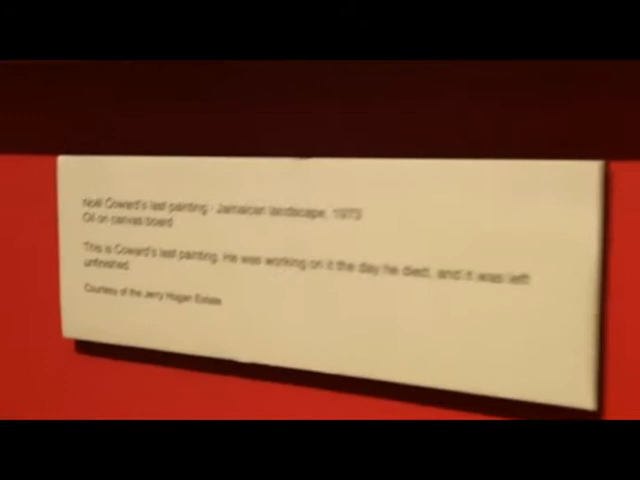 Noël Coward's last painting - Jamaican landscape, 1973
Oil on canvas board
This is Coward's last painting. He was working on it the day he died, and it was left
unfinished.
Courtesy of the Jerry Hogan Estate